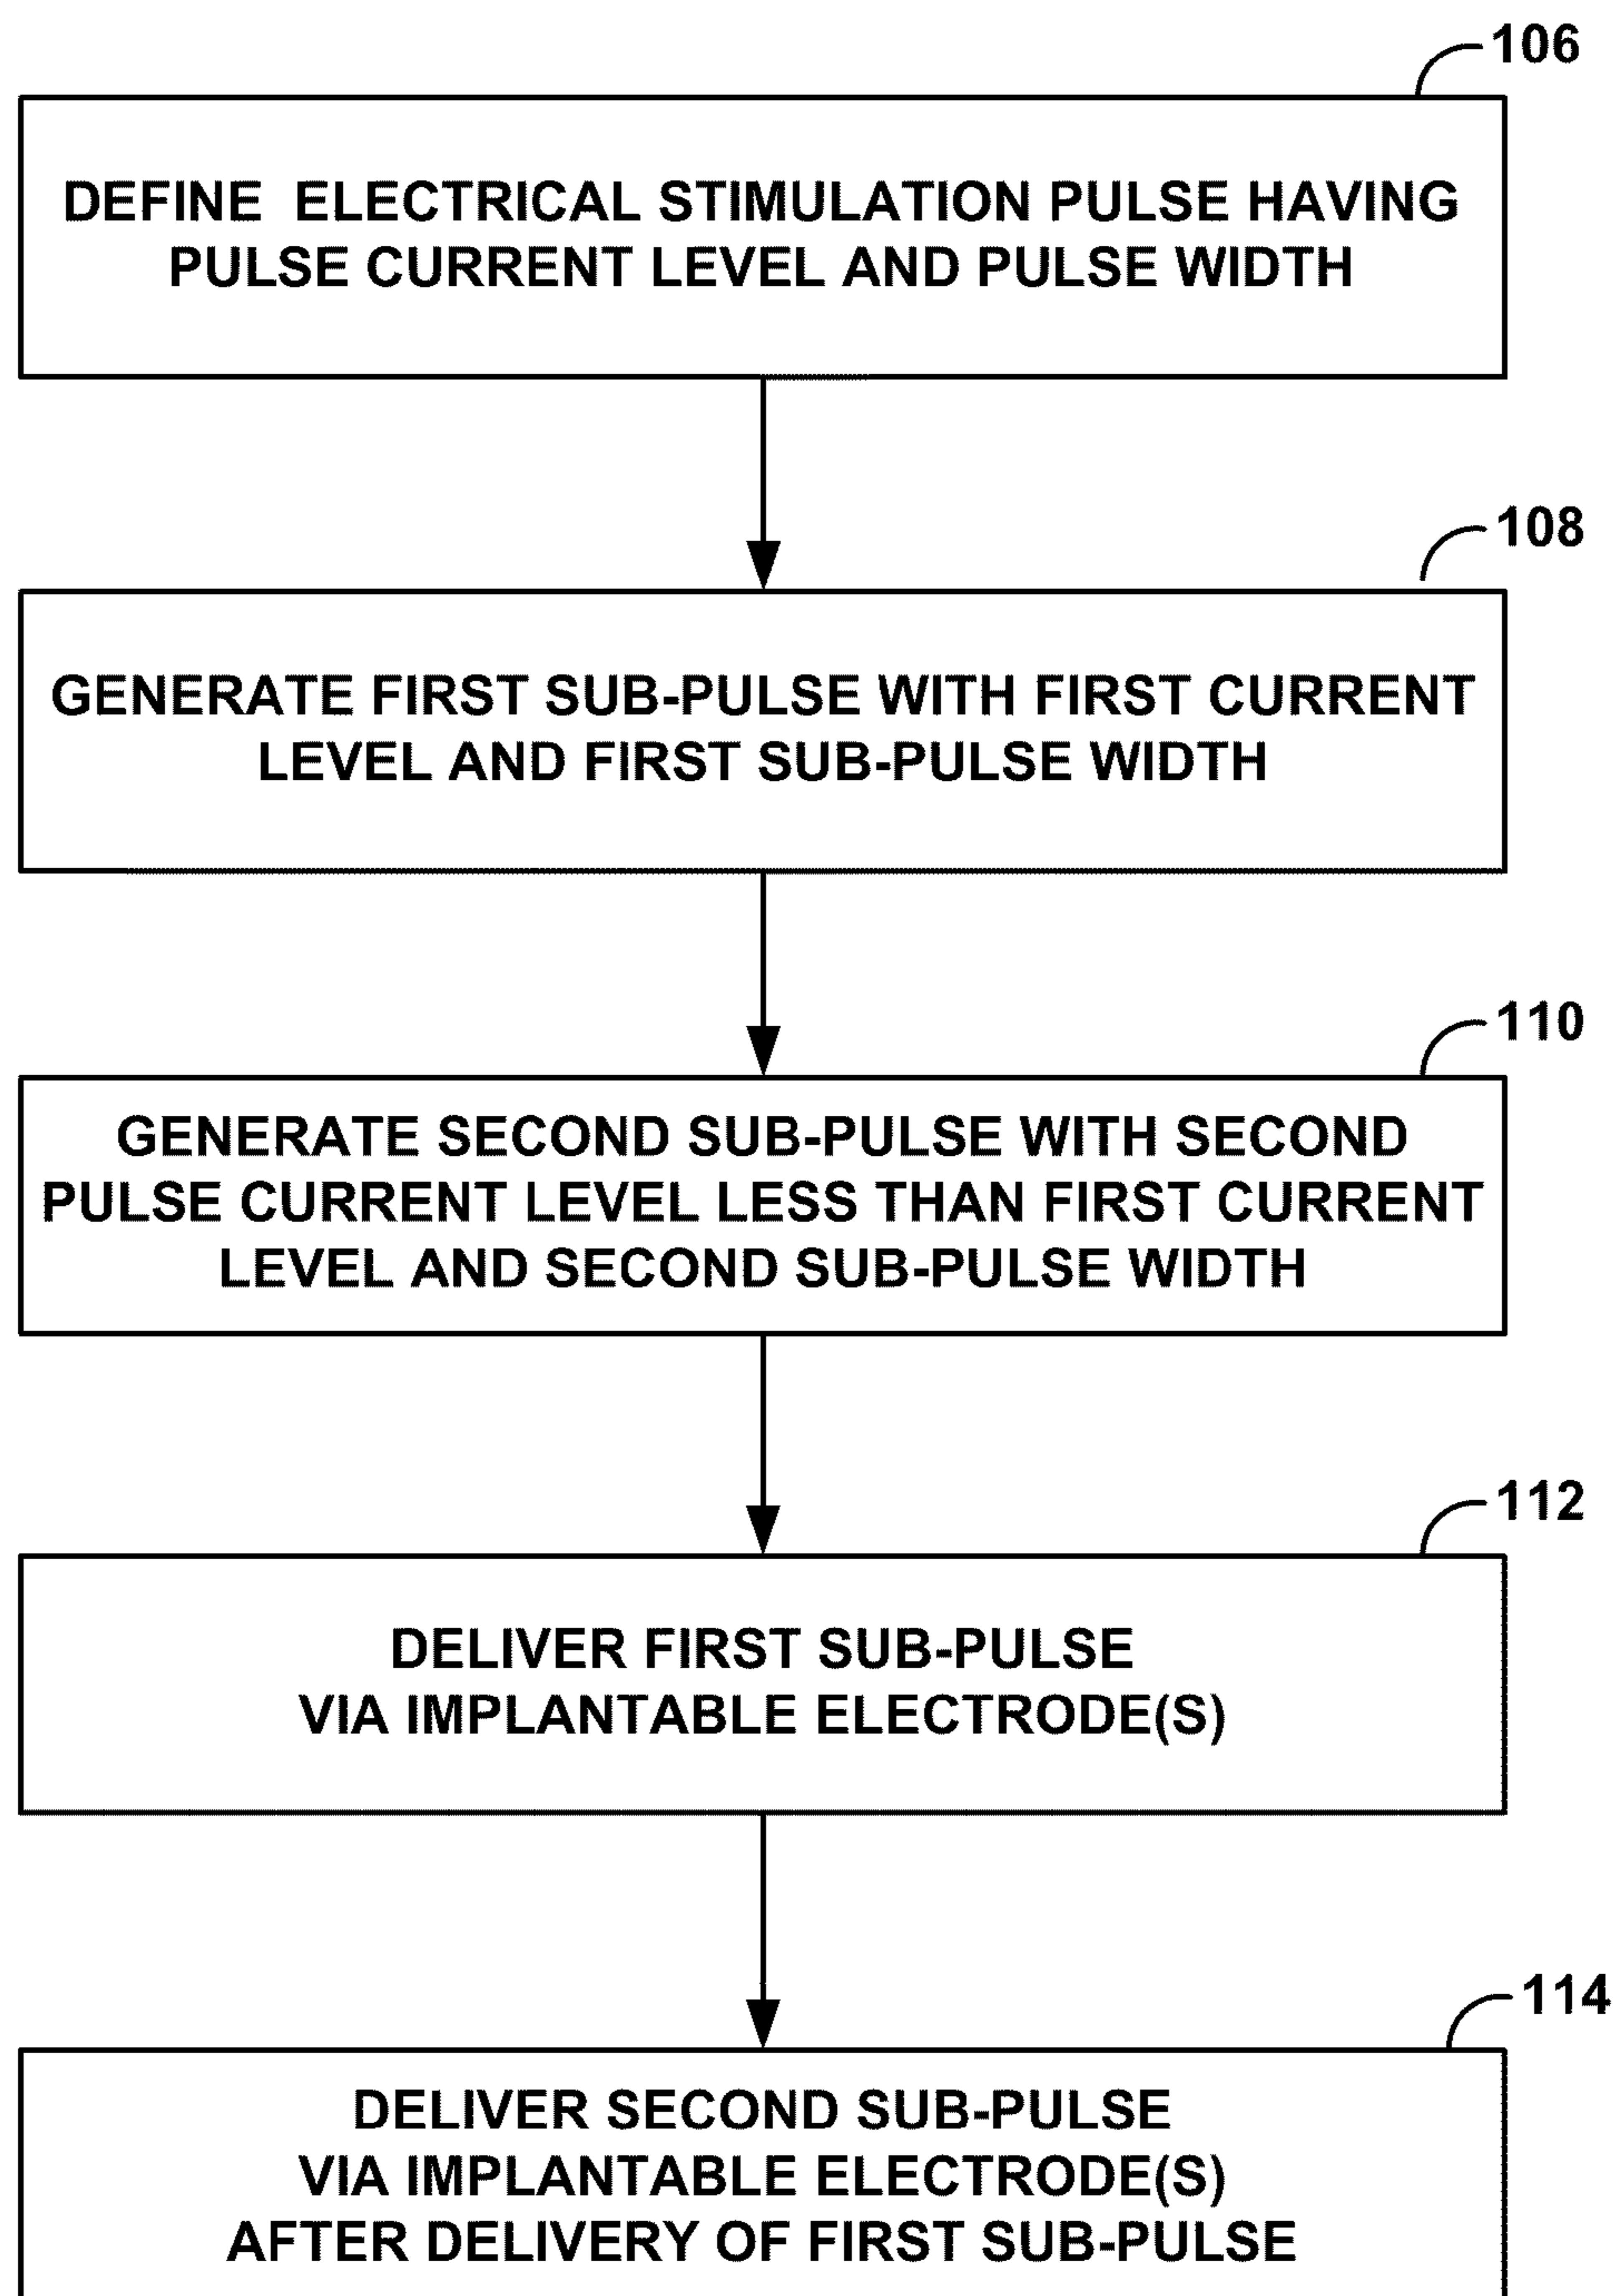 106
DEFINE ELECTRICAL STIMULATION PULSE HAVING
PULSE CURRENT LEVEL AND PULSE WIDTH
108
GENERATE FIRST SUB-PULSE WITH FIRST CURRENT
LEVEL AND FIRST SUB-PULSE WIDTH
110
GENERATE SECOND SUB-PULSE WITH SECOND
PULSE CURRENT LEVEL LESS THAN FIRST CURRENT
LEVEL AND SECOND SUB-PULSE WIDTH
112
DELIVER FIRST SUB-PULSE
VIA IMPLANTABLE ELECTRODE(S)
114
DELIVER SECOND SUB-PULSE
VIA IMPLANTABLE ELECTRODE(S)
AFTER DELIVERY OF FIRST SUB-PULSE